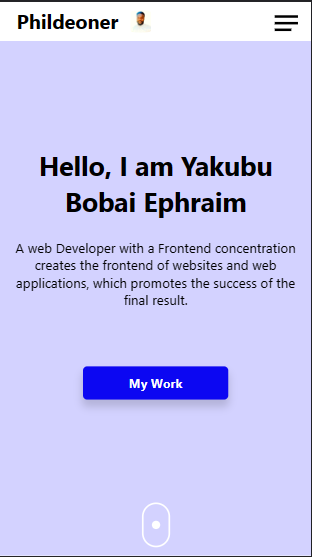 Phildeoner
Hello, I am Yakubu
Bobai Ephraim
A web Developer with a Frontend concentration
creates the frontend of websites and web
applications, which promotes the success of the
final result.
My Work